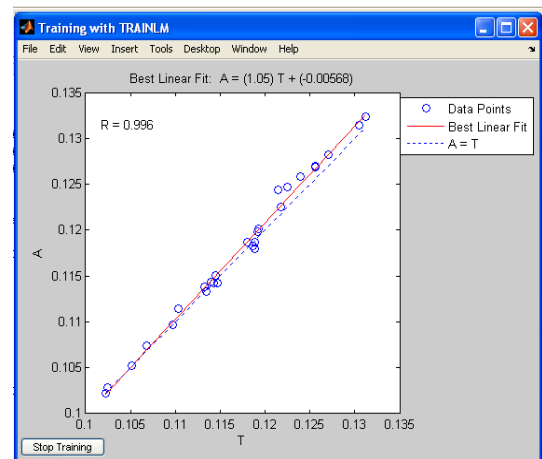 Training with TRAINLM
File Edit View Insert Tools Desktop Window Help
Best Linear Fit: A = (1.05) T + (-0.00568)
R = 0.996
Data Points
Best Linear Fit
A = T
0.135
0.13
0.125
0.12
0.115
0.11
0.105
0.1
A
0.1 0.105 0.11 0.115 0.12 0.125 0.13 0.135
T
Stop Training